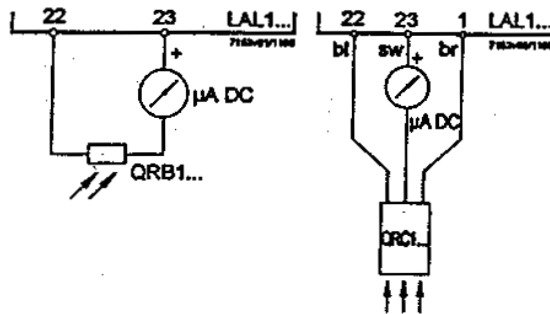 22 23 LAL1...
+
µA DC
QRB1...
22 23 1 LAL1...
bl sw br
+
µA DC
QRC1...